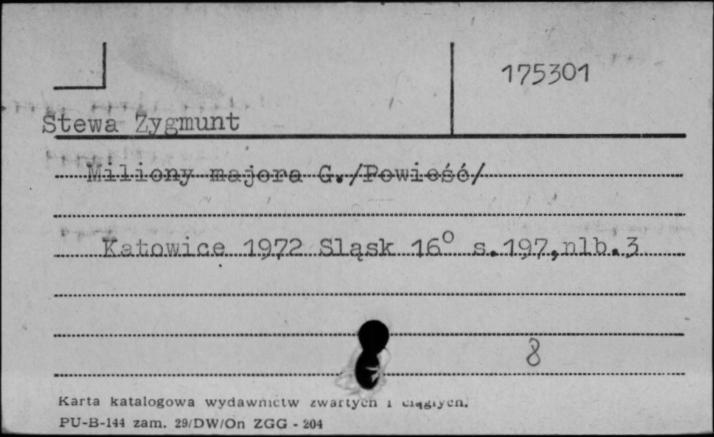 175301
Stewa Zygmunt
Miliony majora G./Powieść/
Katowice 1972 Sląsk 16° s.197,nlb.3
8
Karta katalogowa wydawnictw zwartych i ciągłych.
PU-B-144 zam. 29/DW/On ZGG - 204